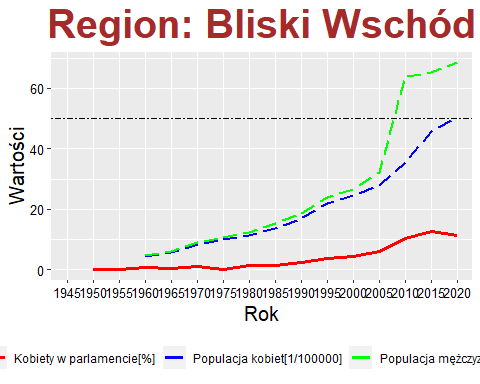 Region: Bliski Wschód
Wartości
60
40
20
0
1945 1950 1955 1960 1965 1970 1975 1980 1985 1990 1995 2000 2005 2010 2015 2020
Rok
Kobiety w parlamencie[%] Populacja kobiet[1/100000] Populacja